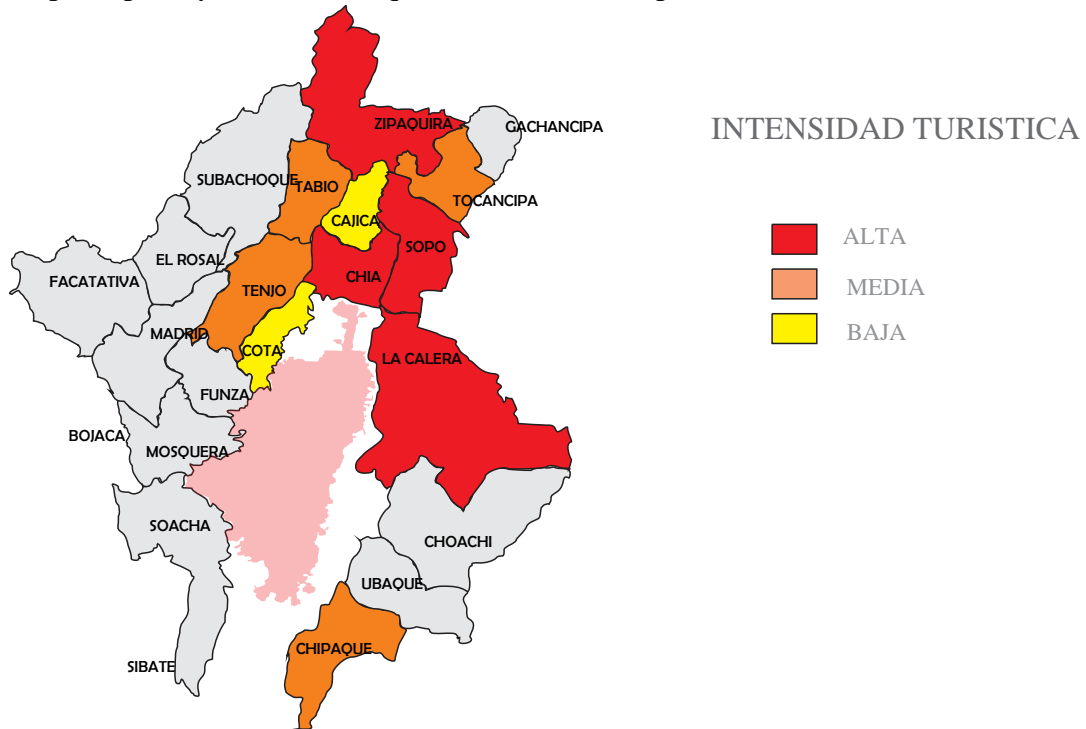 ZIPAQUIRA
GACHANCIPA
INTENSIDAD TURISTICA
SUBACHOQUE
TABIO
TOCANCIPA
CAJICA
SOPO
ALTA
EL ROSAL
FACATATIVA
CHIA
TENJO
MEDIA
MADRID
BAJA
COTA
LA CALERA
FUNZA
BOJACA
MOSQUERA
SOACHA
CHOACHI
UBAQUE
CHIPAQUE
SIBATE